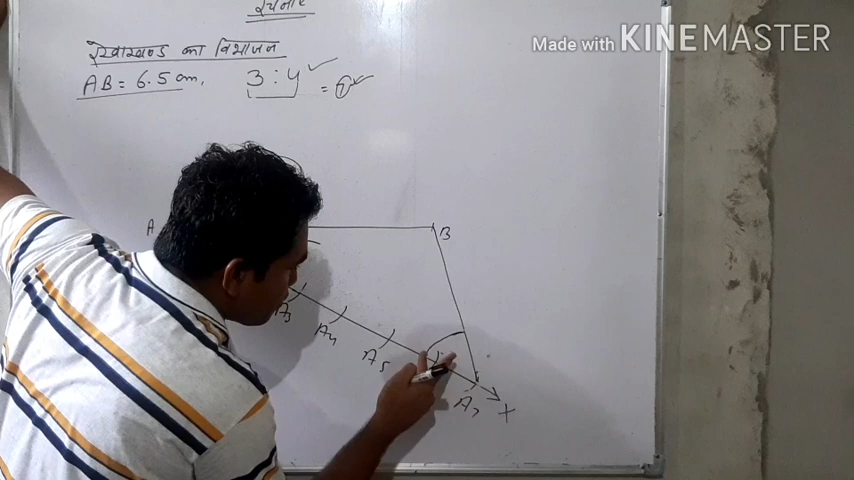 रचनाएँ
Made with KINEMASTER
रेखाखण्ड का विभाजन
AB = 6.5 cm, 3 : 4 = 7
A B
A3
A4
A5
A7
X